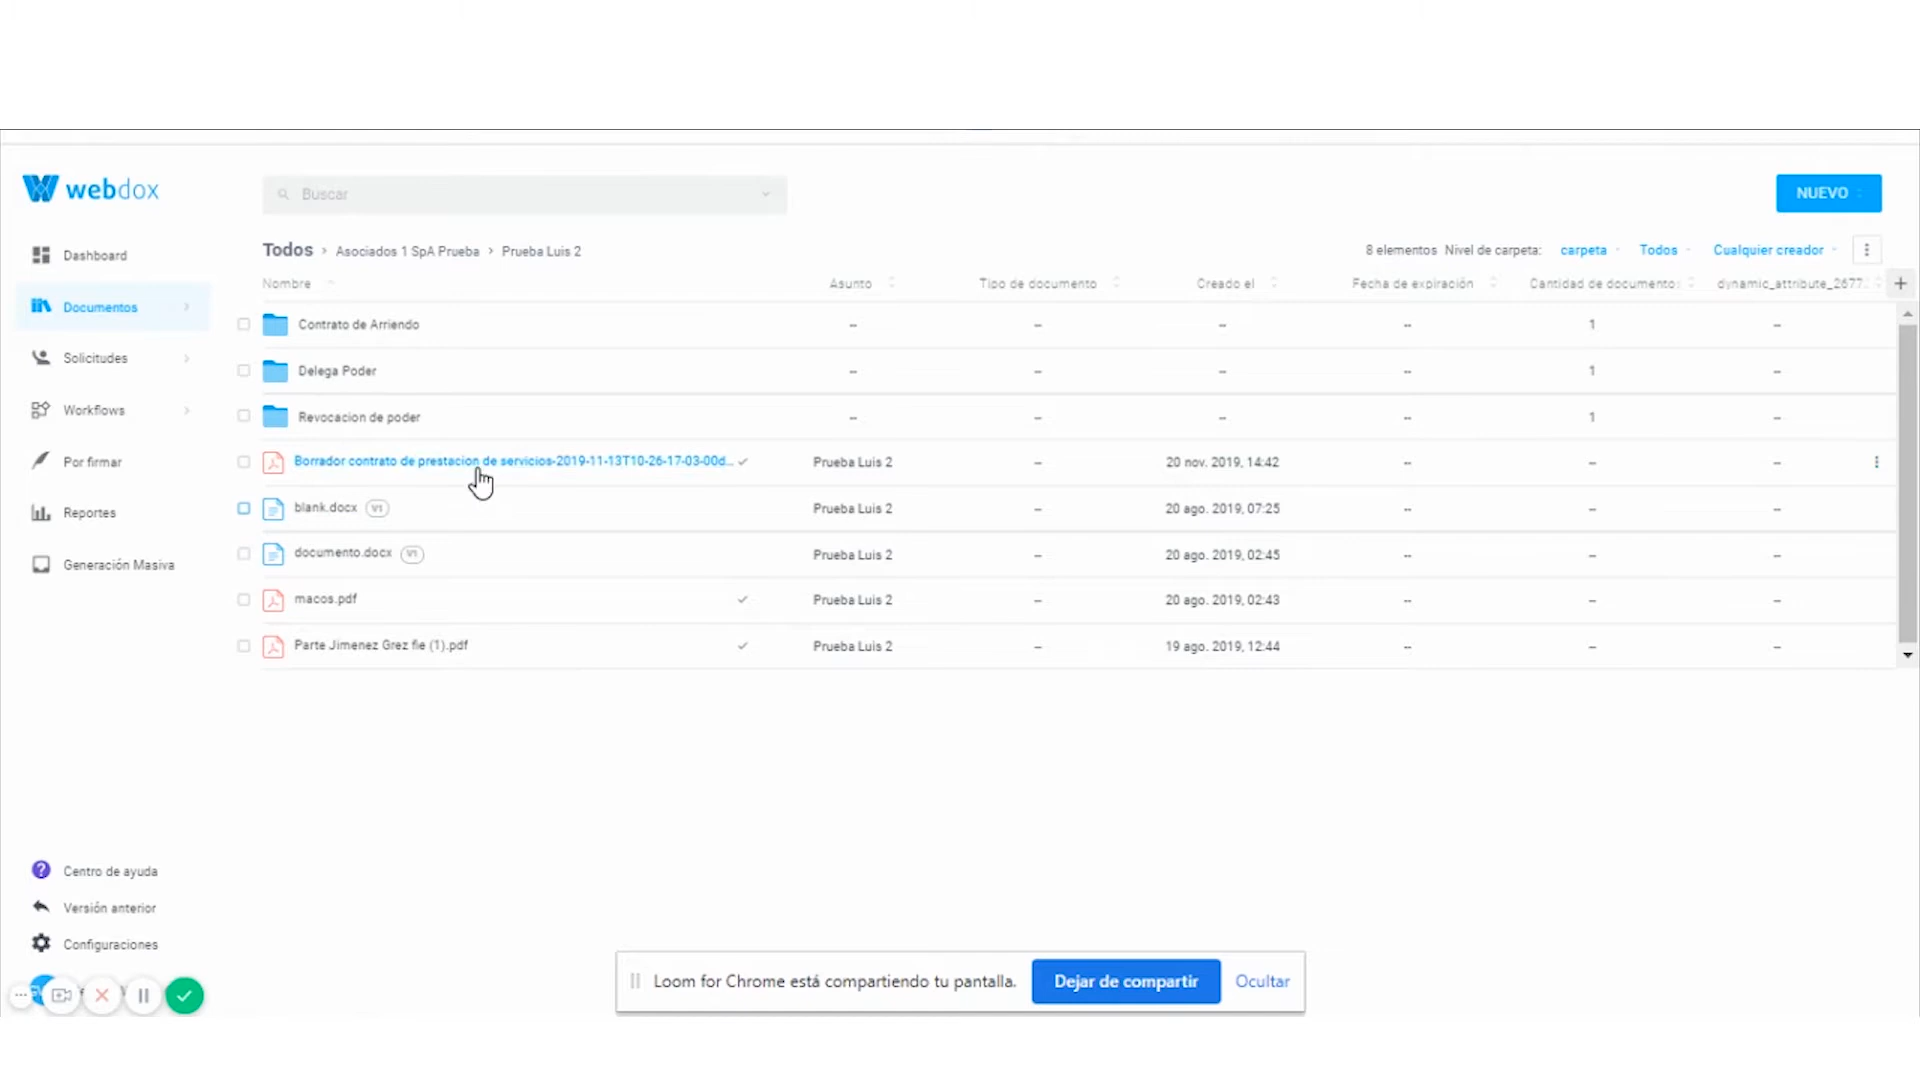 webdox
Buscar
NUEVO
Todos › Asociados 1 SpA Prueba › Prueba Luis 2
8 elementos Nivel de carpeta: carpeta Todos Cualquier creador
Nombre Asunto Tipo de documento Creado el Fecha de expiración Cantidad de documento: dynamic_attribute_2677... +
Dashboard
Documentos
Solicitudes
Workflows
Por firmar
Reportes
Generación Masiva
Contrato de Arriendo -- -- -- -- 1 --
Delega Poder -- -- -- -- 1 --
Revocacion de poder -- -- -- -- 1 --
Borrador contrato de prestacion de servicios-2019-11-13T10-26-17-03-00d... Prueba Luis 2 -- 20 nov. 2019, 14:42 -- -- --
blank.docx V1 Prueba Luis 2 -- 20 ago. 2019, 07:25 -- -- --
documento.docx V1 Prueba Luis 2 -- 20 ago. 2019, 02:45 -- -- --
macos.pdf Prueba Luis 2 -- 20 ago. 2019, 02:43 -- -- --
Parte Jimenez Grez fie (1).pdf Prueba Luis 2 -- 19 ago. 2019, 12:44 -- -- --
Centro de ayuda
Versión anterior
Configuraciones
Loom for Chrome está compartiendo tu pantalla. Dejar de compartir Ocultar